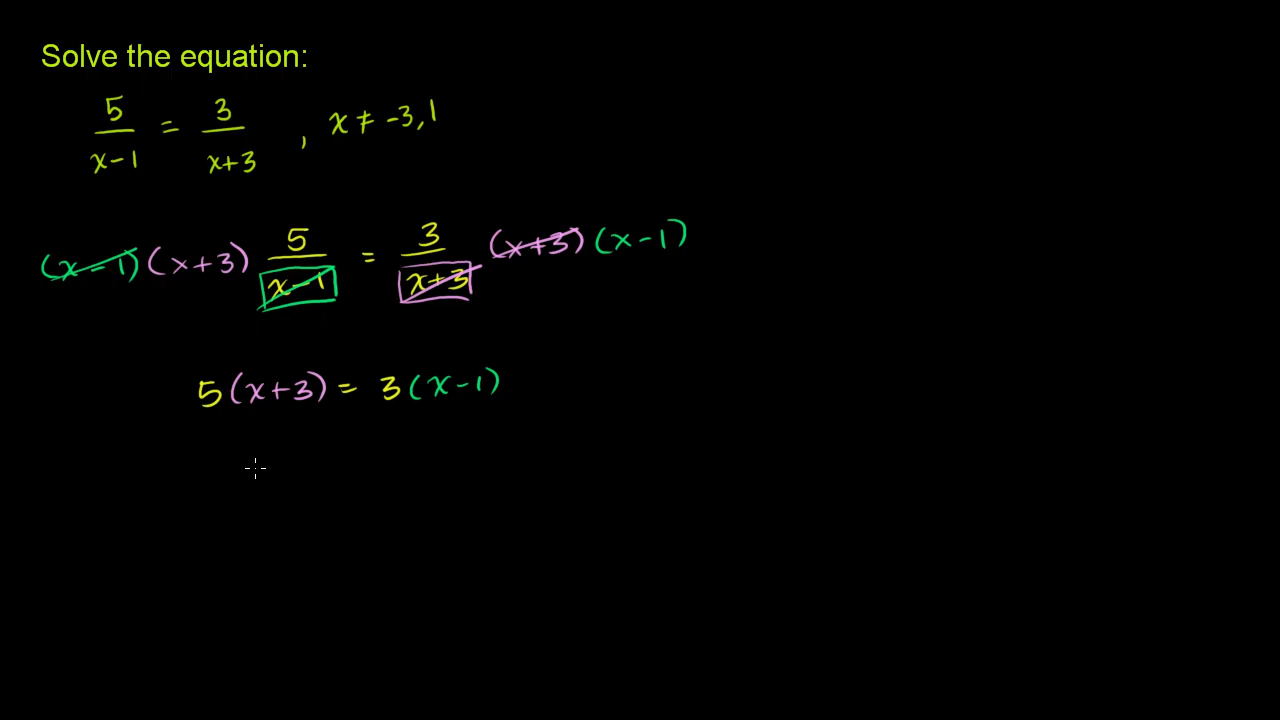 Solve the equation:
5/(x-1) = 3/(x+3) , x ≠ -3, 1
(x-1)(x+3) 5/(x-1) = 3/(x+3) (x+3)(x-1)
5(x+3) = 3(x-1)